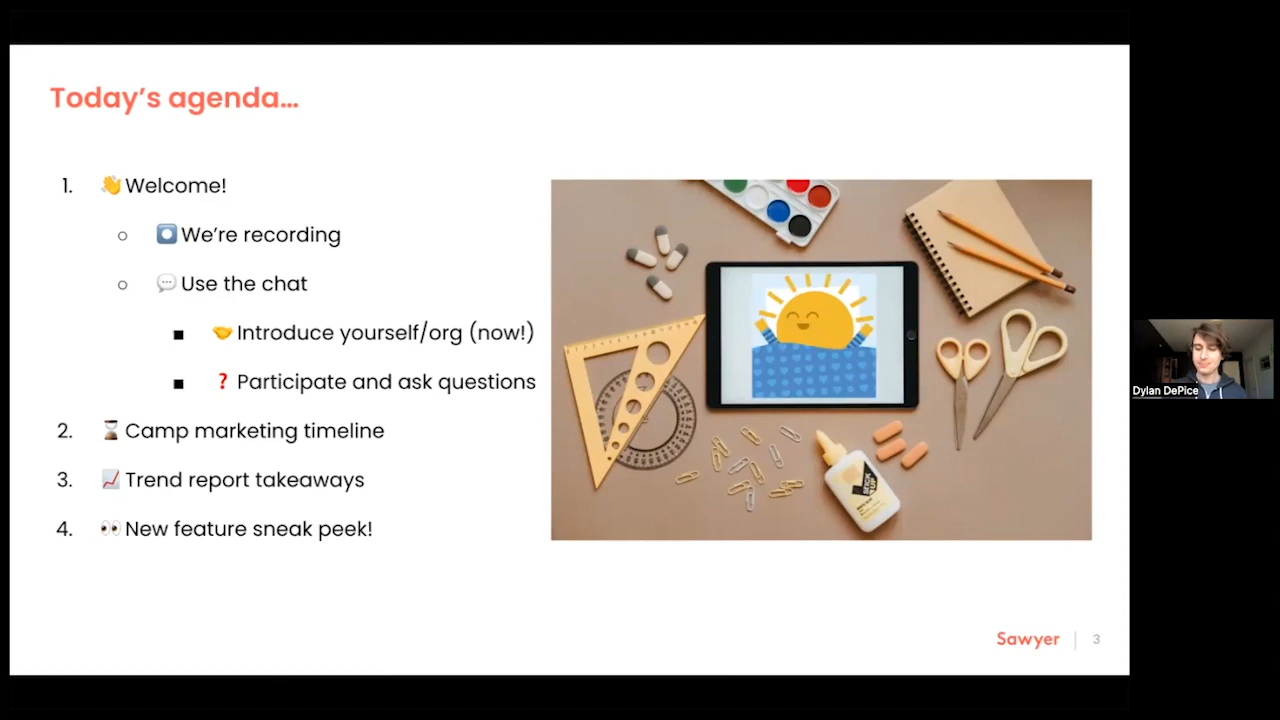 Today's agenda...
1. 👋 Welcome!
○ ⏺️ We're recording
○ 💬 Use the chat
■ 🤝 Introduce yourself/org (now!)
■ ❓ Participate and ask questions
2. ⏳ Camp marketing timeline
3. 📈 Trend report takeaways
4. 👀 New feature sneak peek!
Sawyer | 3
Dylan DePice